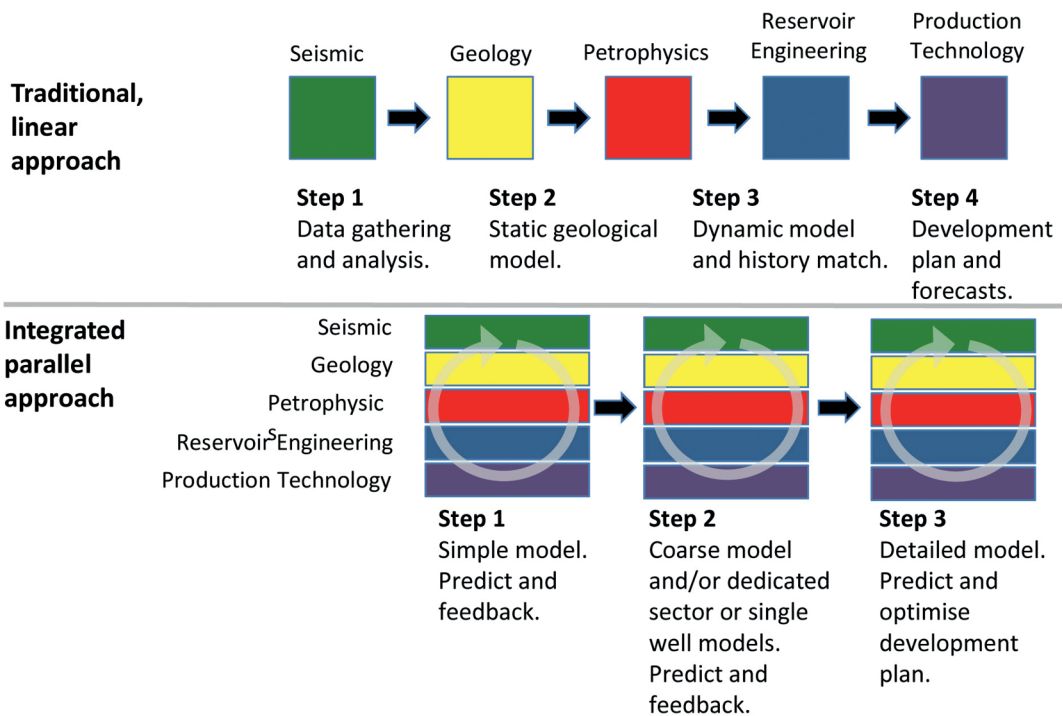 Traditional,
linear
approach
Seismic
Geology
Petrophysics
Reservoir
Engineering
Production
Technology
Step 1
Data gathering
and analysis.
Step 2
Static geological
model.
Step 3
Dynamic model
and history match.
Step 4
Development
plan and
forecasts.
Integrated
parallel
approach
Seismic
Geology
Petrophysic
s
Reservoir Engineering
Production Technology
Step 1
Simple model.
Predict and
feedback.
Step 2
Coarse model
and/or dedicated
sector or single
well models.
Predict and
feedback.
Step 3
Detailed model.
Predict and
optimise
development
plan.